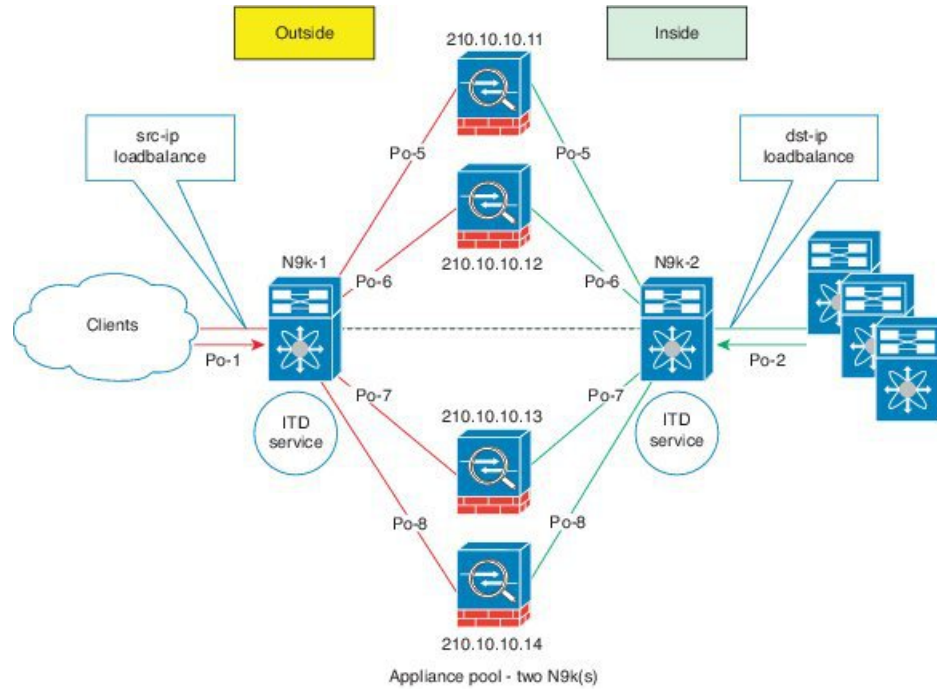 Outside
210.10.10.11
Inside
src-ip
loadbalance
dst-ip
loadbalance
Po-5
Po-5
N9k-1
210.10.10.12
N9k-2
Po-6
Po-6
Clients
Po-1
Po-2
Po-7
Po-7
ITD
service
210.10.10.13
ITD
service
Po-8
Po-8
210.10.10.14
Appliance pool - two N9k(s)